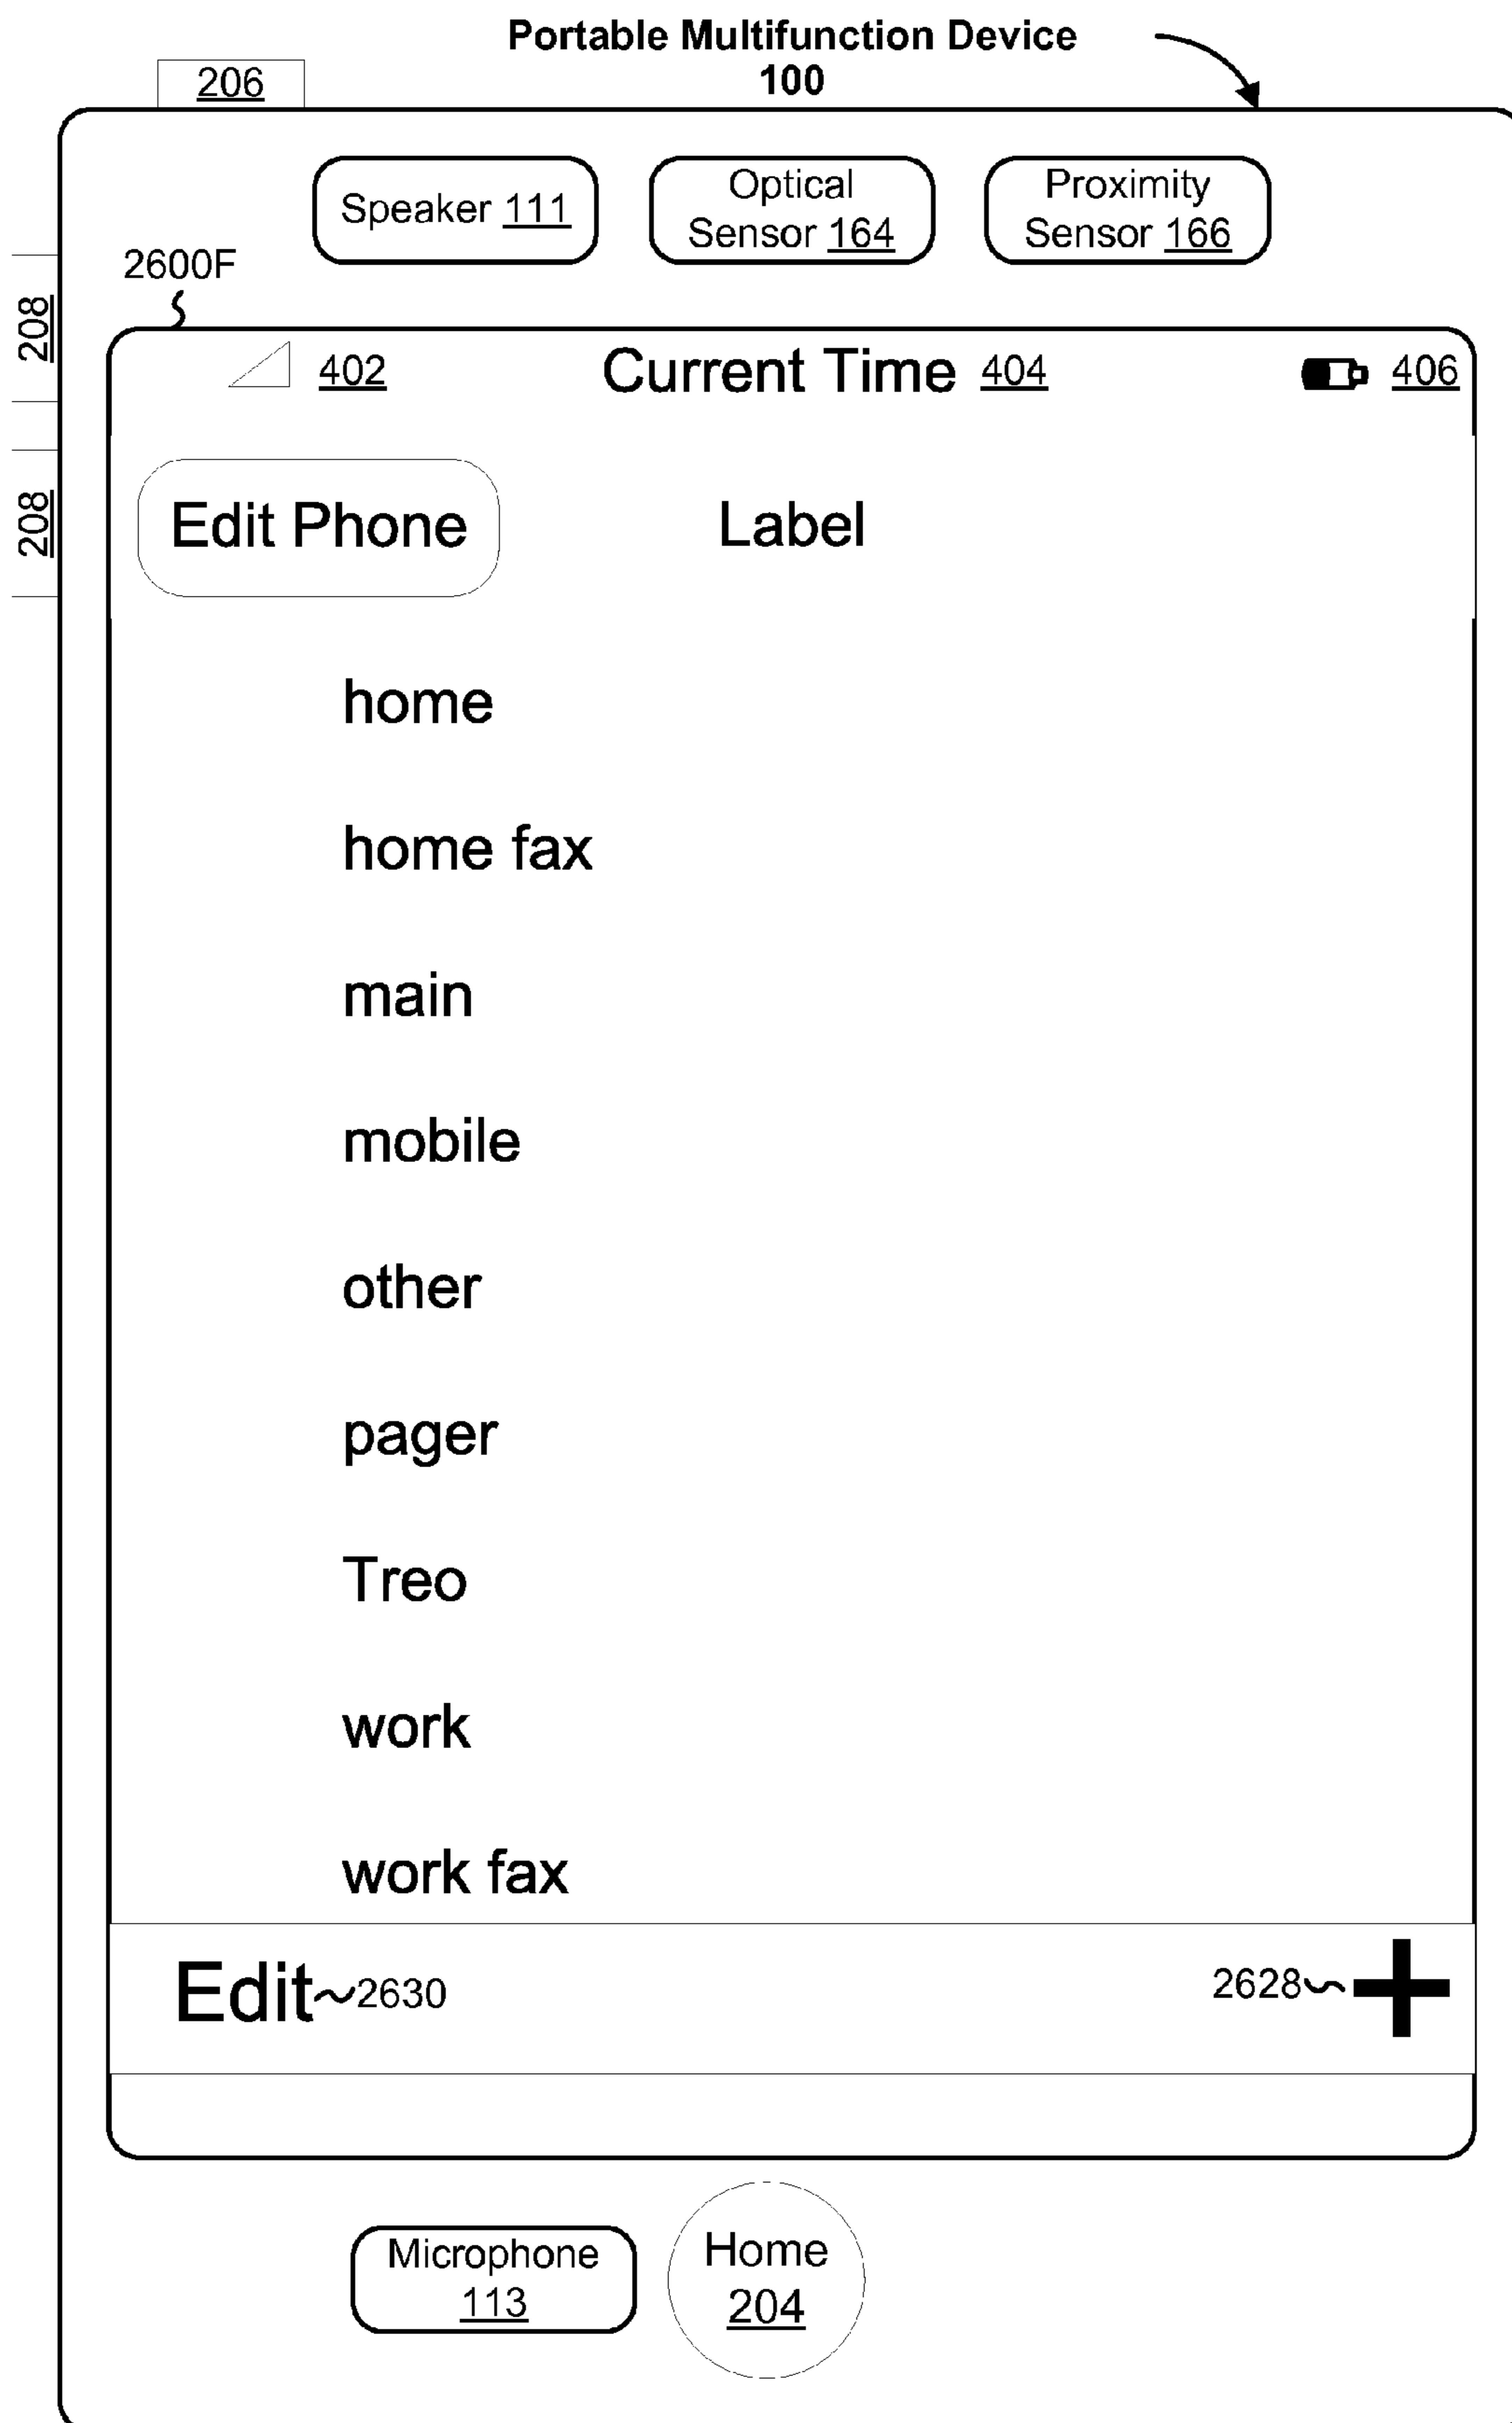 Portable Multifunction Device
100
206
Speaker 111
Optical
Sensor 164
Proximity
Sensor 166
2600F
208
402
Current Time 404
406
208
Edit Phone
Label
home
home fax
main
mobile
other
pager
Treo
work
work fax
Edit
2630
2628
Microphone
113
Home
204